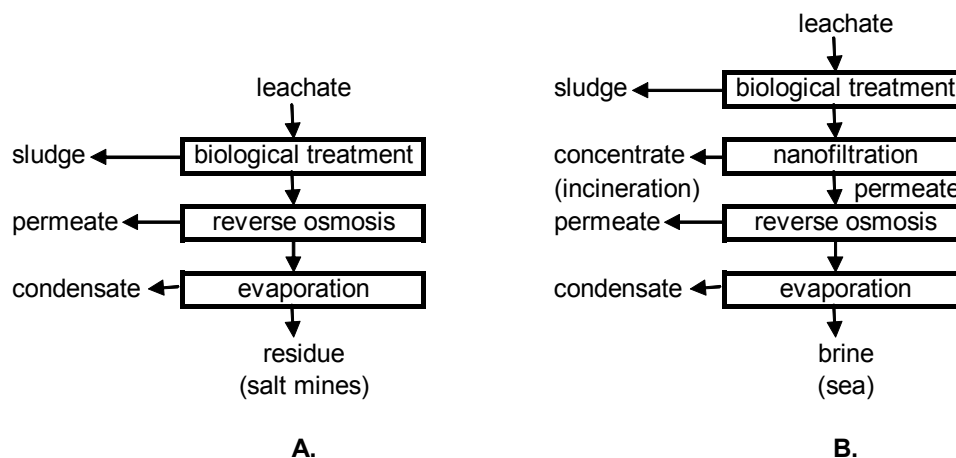 leachate
sludge
biological treatment
permeate
reverse osmosis
condensate
evaporation
residue
(salt mines)
A.
leachate
sludge
biological treatment
concentrate
nanofiltration
(incineration)
permeate
permeate
reverse osmosis
condensate
evaporation
brine
(sea)
B.